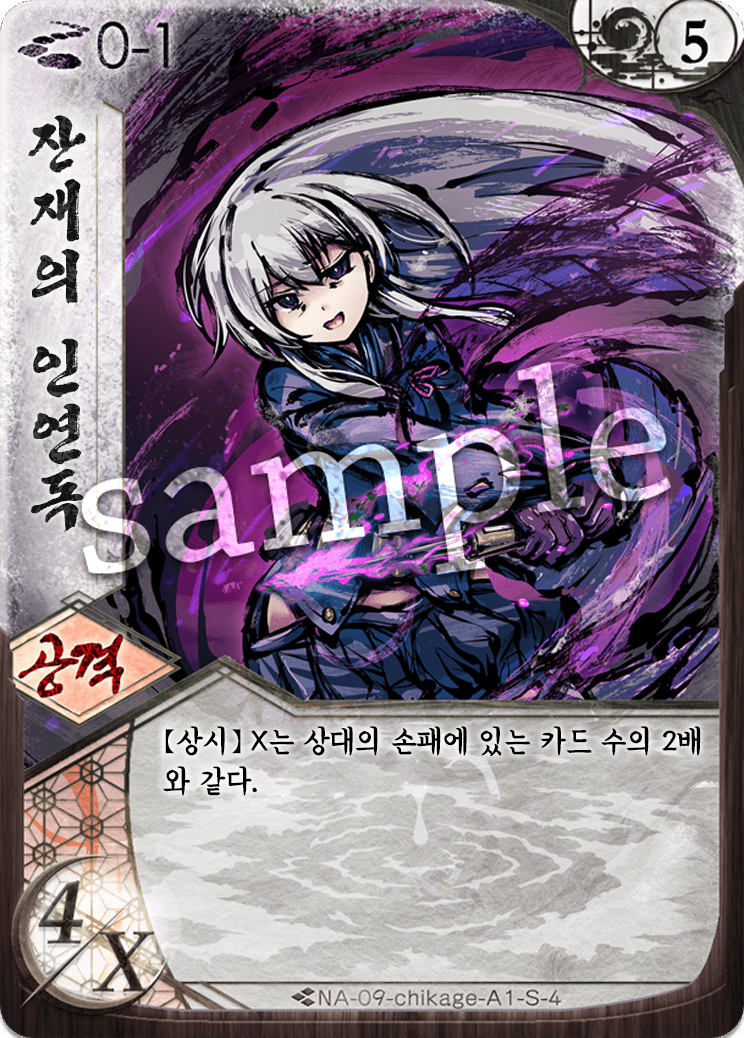 0-1
5
잔재의 인연독
sample
공격
【상시】X는 상대의 손패에 있는 카드 수의 2배
와 같다.
4/X
NA-09-chikage-A1-S-4